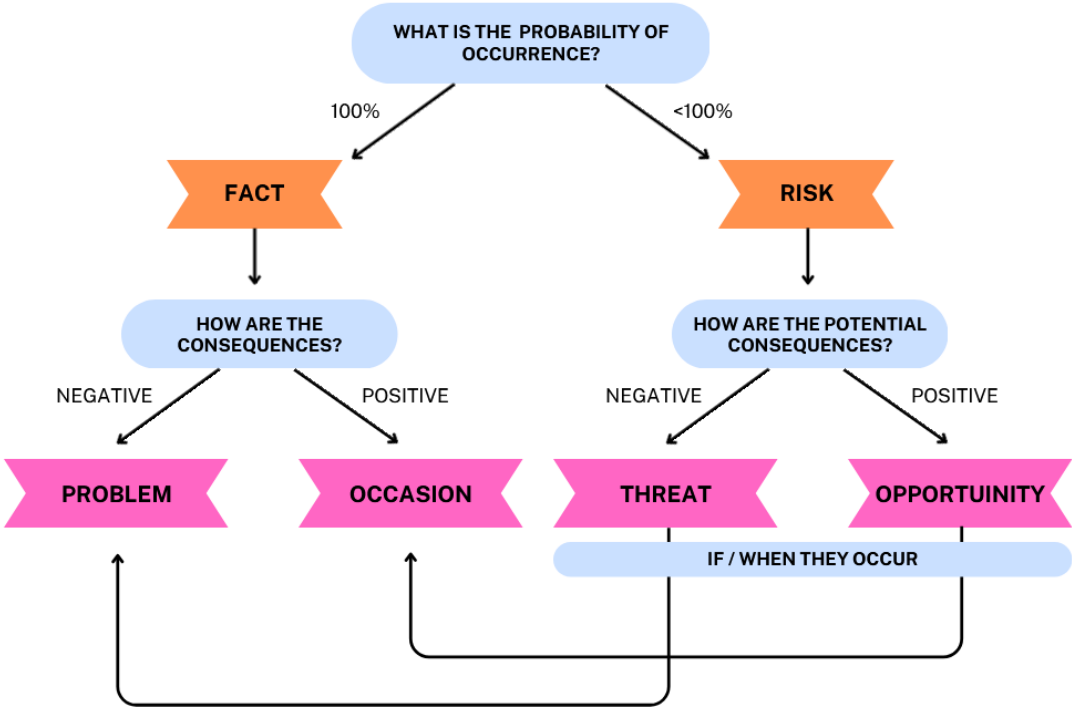 WHAT IS THE PROBABILITY OF
OCCURRENCE?
100%
<100%
FACT
RISK
HOW ARE THE
CONSEQUENCES?
HOW ARE THE POTENTIAL
CONSEQUENCES?
NEGATIVE
POSITIVE
NEGATIVE
POSITIVE
PROBLEM
OCCASION
THREAT
OPPORTUINITY
IF / WHEN THEY OCCUR